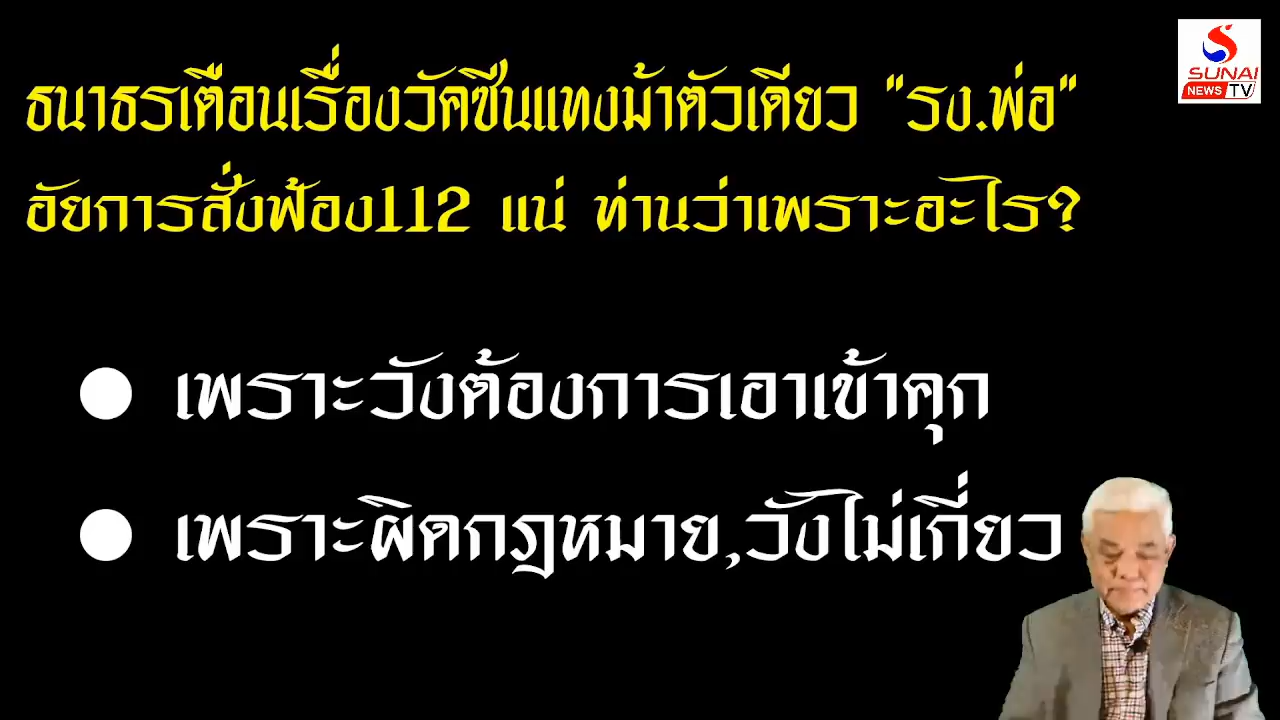 ธนาธรเตือนเรื่องวัคซีนแทงม้าตัวเดียว "รง.พ่อ"
อัยการสั่งฟ้อง112 แน่ ท่านว่าเพราะอะไร?
● เพราะวังต้องการเอาเข้าคุก
● เพราะผิดกฎหมาย,วังไม่เกี่ยว
SUNAI
NEWS TV